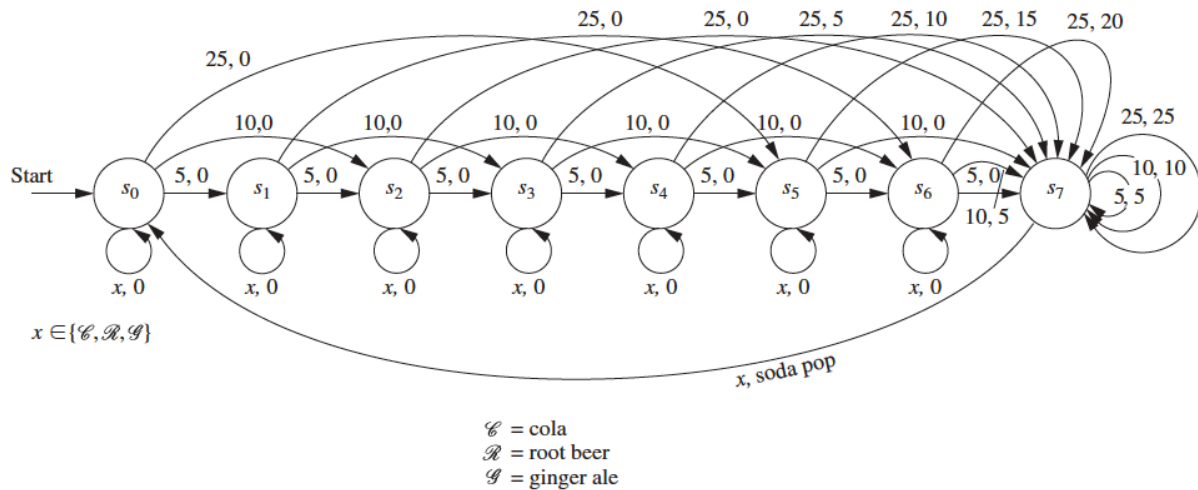 25, 0 25, 0 25, 5 25, 10 25, 15 25, 20
25, 0
10,0 10,0 10, 0 10, 0 10, 0 10, 0 25, 25
Start s0 5, 0 s1 5, 0 s2 5, 0 s3 5, 0 s4 5, 0 s5 5, 0 s6 5, 0 s7 10, 10
5, 5
10, 5
x, 0 x, 0 x, 0 x, 0 x, 0 x, 0 x, 0
x ∈ {𝒞, ℛ, 𝒢}
x, soda pop
𝒞 = cola
ℛ = root beer
𝒢 = ginger ale